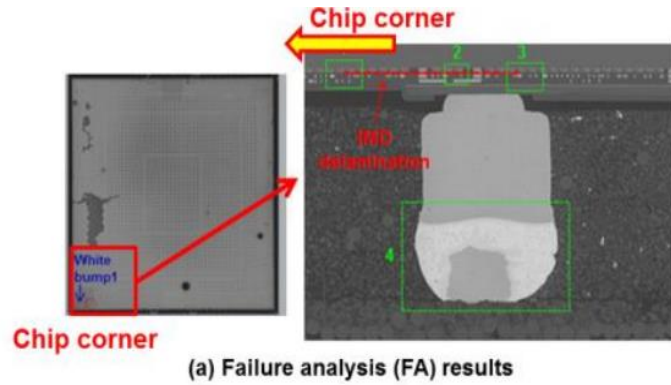 Chip corner
2
3
IMD
delamination
4
White
bump1
Chip corner
(a) Failure analysis (FA) results